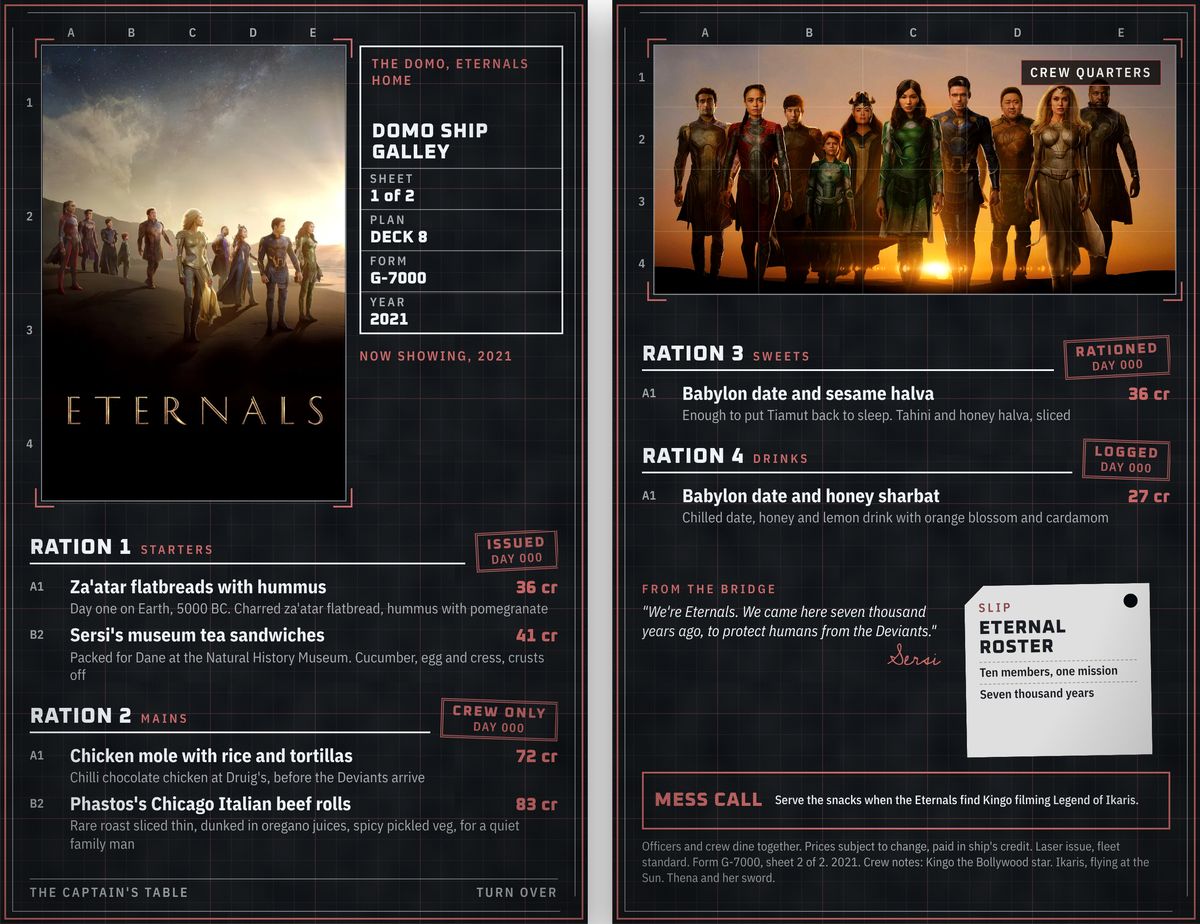 A B C D E
1
2
3
4
ETERNALS
THE DOMO, ETERNALS
HOME
DOMO SHIP
GALLEY
SHEET
1 of 2
PLAN
DECK 8
FORM
G-7000
YEAR
2021
NOW SHOWING, 2021
RATION 1 STARTERS
ISSUED
DAY 000
A1 Za'atar flatbreads with hummus 36 cr
Day one on Earth, 5000 BC. Charred za'atar flatbread, hummus with pomegranate
B2 Sersi's museum tea sandwiches 41 cr
Packed for Dane at the Natural History Museum. Cucumber, egg and cress, crusts
off
RATION 2 MAINS
CREW ONLY
DAY 000
A1 Chicken mole with rice and tortillas 72 cr
Chilli chocolate chicken at Druig's, before the Deviants arrive
B2 Phastos's Chicago Italian beef rolls 83 cr
Rare roast sliced thin, dunked in oregano juices, spicy pickled veg, for a quiet
family man
THE CAPTAIN'S TABLE TURN OVER
A B C D E
1
2
3
4
CREW QUARTERS
RATION 3 SWEETS
RATIONED
DAY 000
A1 Babylon date and sesame halva 36 cr
Enough to put Tiamut back to sleep. Tahini and honey halva, sliced
RATION 4 DRINKS
LOGGED
DAY 000
A1 Babylon date and honey sharbat 27 cr
Chilled date, honey and lemon drink with orange blossom and cardamom
FROM THE BRIDGE
"We're Eternals. We came here seven thousand
years ago, to protect humans from the Deviants."
Sersi
SLIP
ETERNAL
ROSTER
Ten members, one mission
Seven thousand years
MESS CALL Serve the snacks when the Eternals find Kingo filming Legend of Ikaris.
Officers and crew dine together. Prices subject to change, paid in ship's credit. Laser issue, fleet
standard. Form G-7000, sheet 2 of 2. 2021. Crew notes: Kingo the Bollywood star. Ikaris, flying at the
Sun. Thena and her sword.